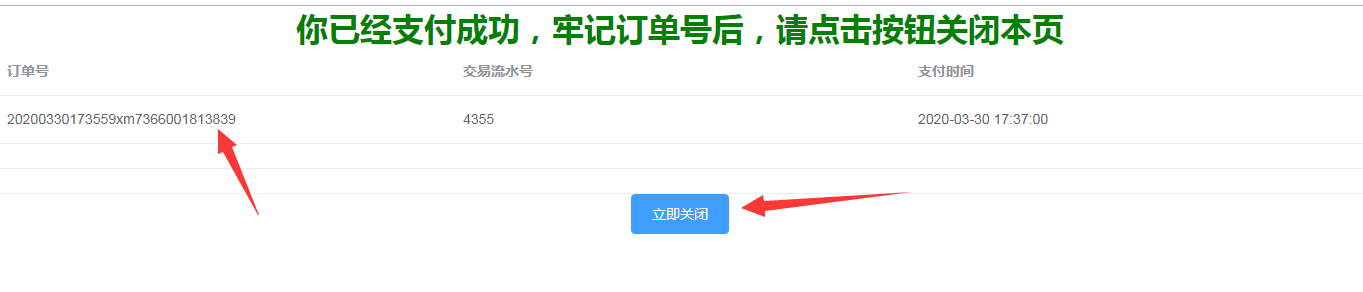 你已经支付成功，牢记订单号后，请点击按钮关闭本页
订单号 交易流水号 支付时间
20200330173559xm7366001813839 4355 2020-03-30 17:37:00
立即关闭